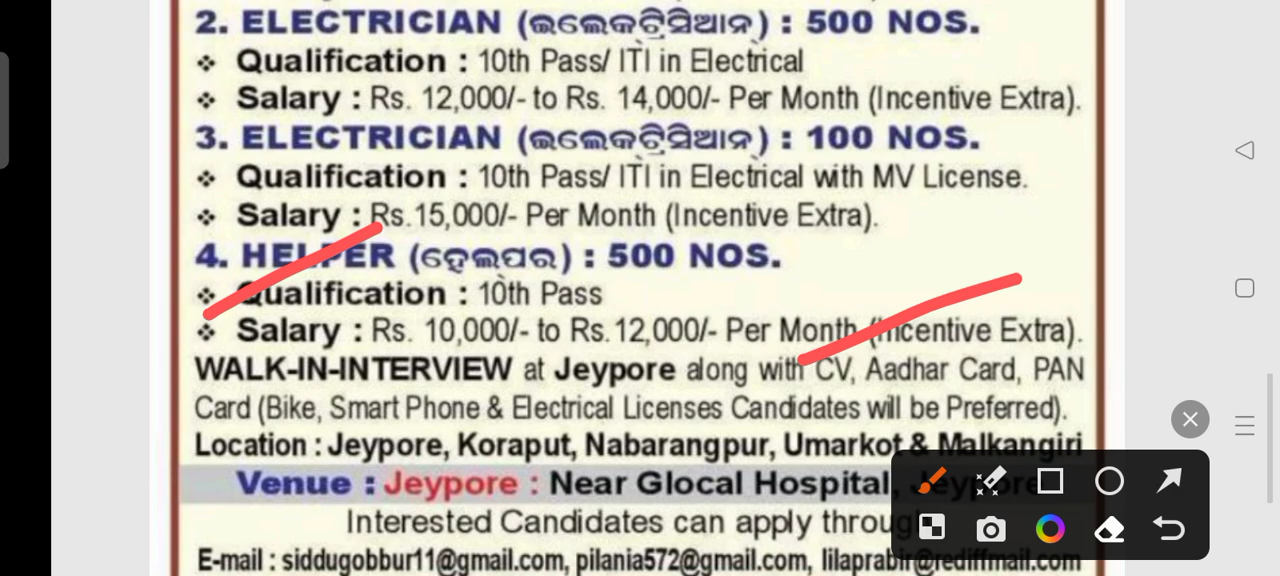 2. ELECTRICIAN (ଇଲେକଟ୍ରିସିଆନ) : 500 NOS.
❖ Qualification : 10th Pass/ ITI in Electrical
❖ Salary : Rs. 12,000/- to Rs. 14,000/- Per Month (Incentive Extra).
3. ELECTRICIAN (ଇଲେକଟ୍ରିସିଆନ) : 100 NOS.
❖ Qualification : 10th Pass/ ITI in Electrical with MV License.
❖ Salary : Rs.15,000/- Per Month (Incentive Extra).
4. HELPER (ହେଲପର) : 500 NOS.
❖ Qualification : 10th Pass
❖ Salary : Rs. 10,000/- to Rs.12,000/- Per Month (Incentive Extra).
WALK-IN-INTERVIEW at Jeypore along with CV, Aadhar Card, PAN
Card (Bike, Smart Phone & Electrical Licenses Candidates will be Preferred).
Location : Jeypore, Koraput, Nabarangpur, Umarkot & Malkangiri
Venue : Jeypore : Near Glocal Hospital, Jeypore
Interested Candidates can apply through
E-mail : siddugobbur11@gmail.com, pilania572@gmail.com, lilaprabir@rediffmail.com